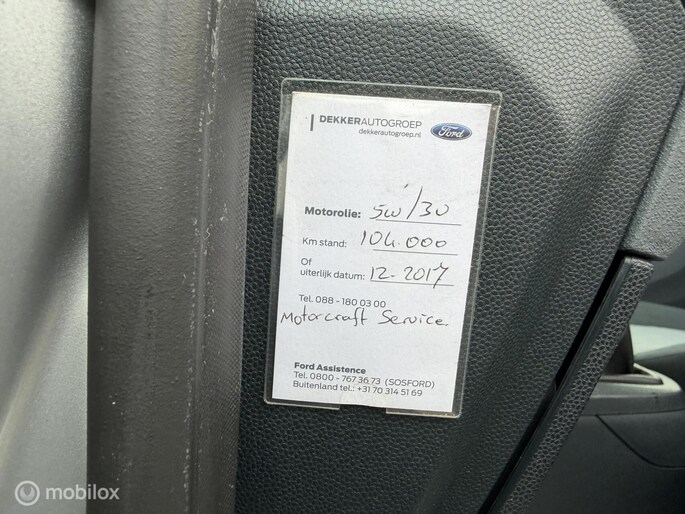 DEKKERAUTOGROEP
dekkerautogroep.nl
Ford
Motorolie: 5W/30
Km stand: 104.000
Of
uiterlijk datum: 12-2017
Tel. 088 - 180 03 00
Motorcraft Service.
Ford Assistence
Tel. 0800 - 767 36 73 (SOSFORD)
Buitenland tel.: +31 70 314 51 69
mobilox